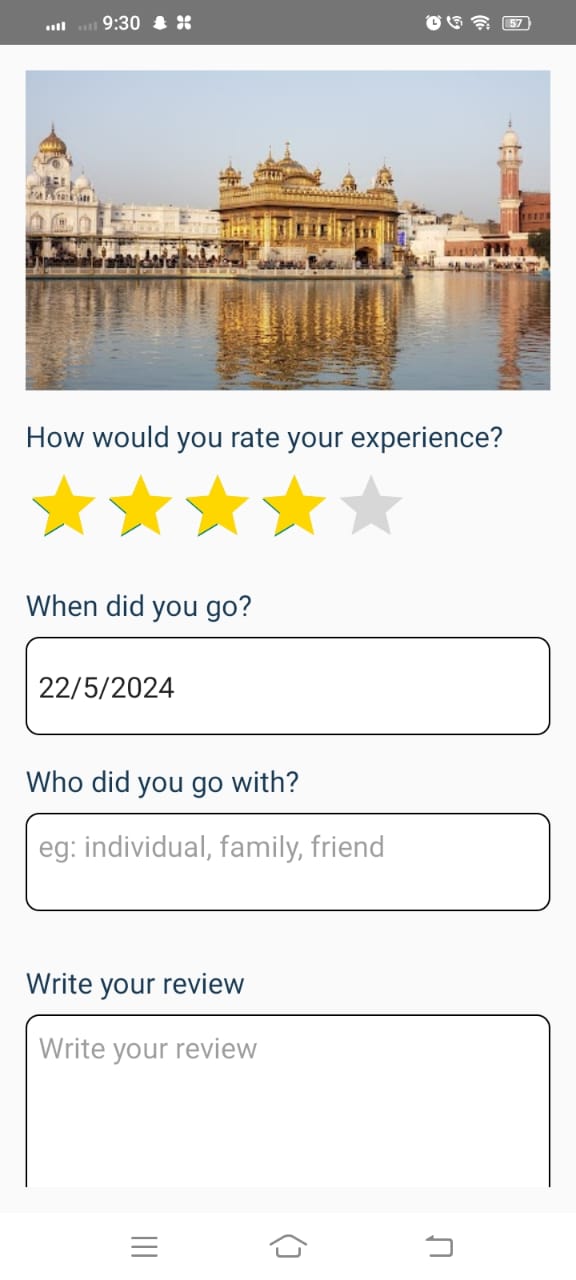 9:30
57
How would you rate your experience?
When did you go?
22/5/2024
Who did you go with?
eg: individual, family, friend
Write your review
Write your review